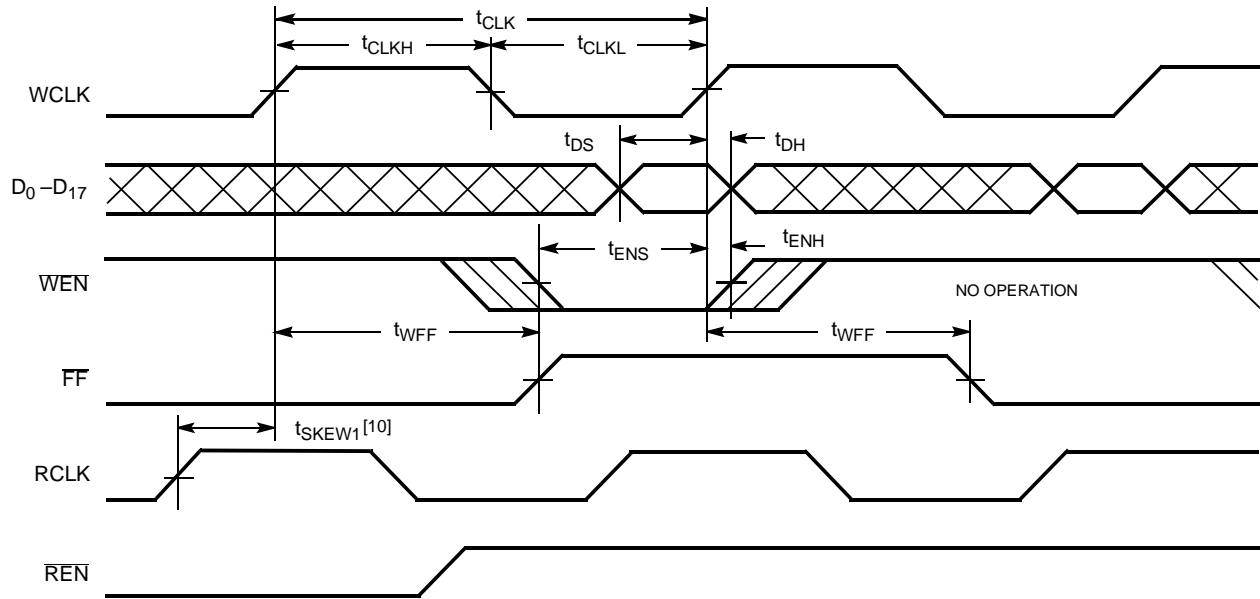 tCLK
tCLKH
tCLKL
WCLK
tDS
tDH
D0 –D17
tENS
tENH
WEN
NO OPERATION
tWFF
tWFF
FF
tSKEW1[10]
RCLK
REN